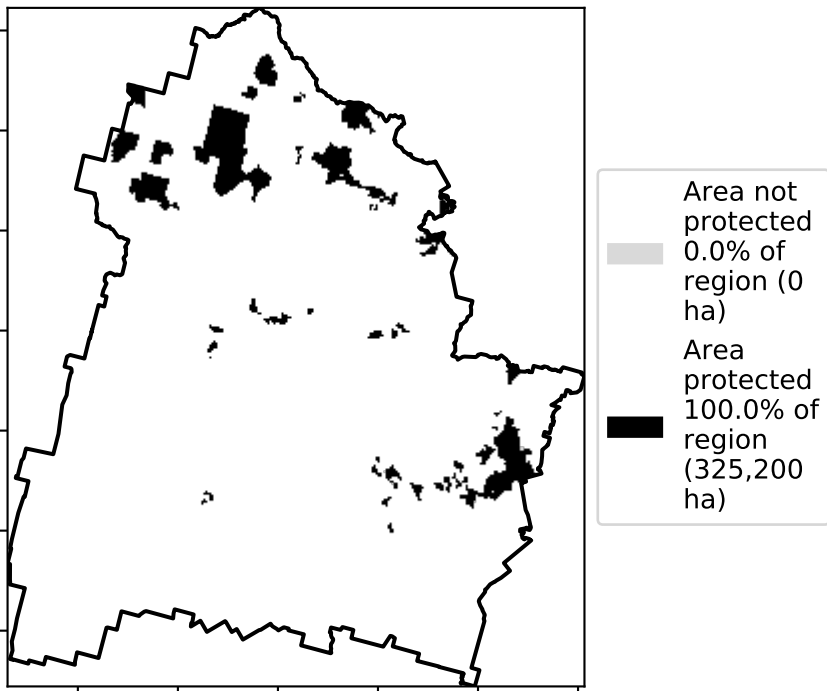 Area not
protected
0.0% of
region (0
ha)
Area
protected
100.0% of
region
(325,200
ha)